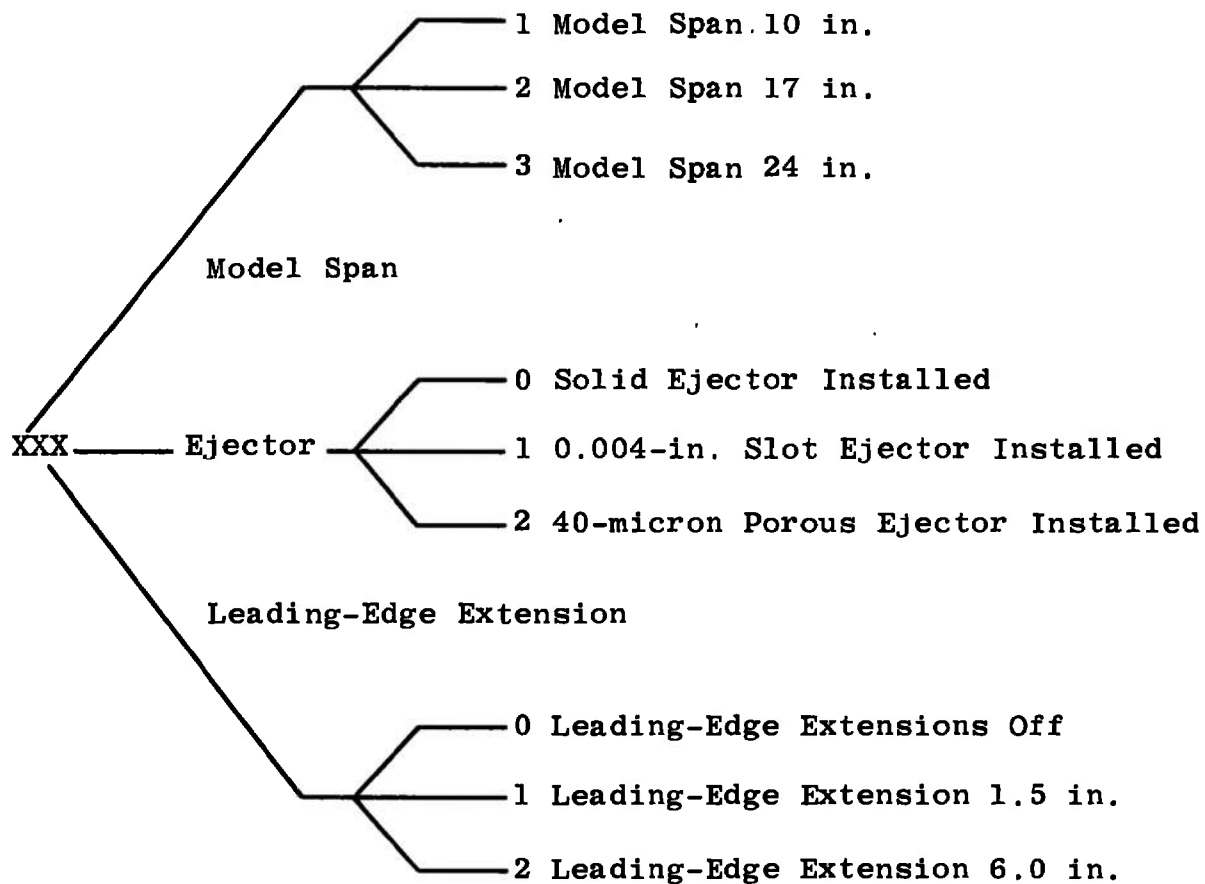 1 Model Span 10 in.
2 Model Span 17 in.
3 Model Span 24 in.
Model Span
0 Solid Ejector Installed
XXX Ejector 1 0.004-in. Slot Ejector Installed
2 40-micron Porous Ejector Installed
Leading-Edge Extension
0 Leading-Edge Extensions Off
1 Leading-Edge Extension 1.5 in.
2 Leading-Edge Extension 6.0 in.